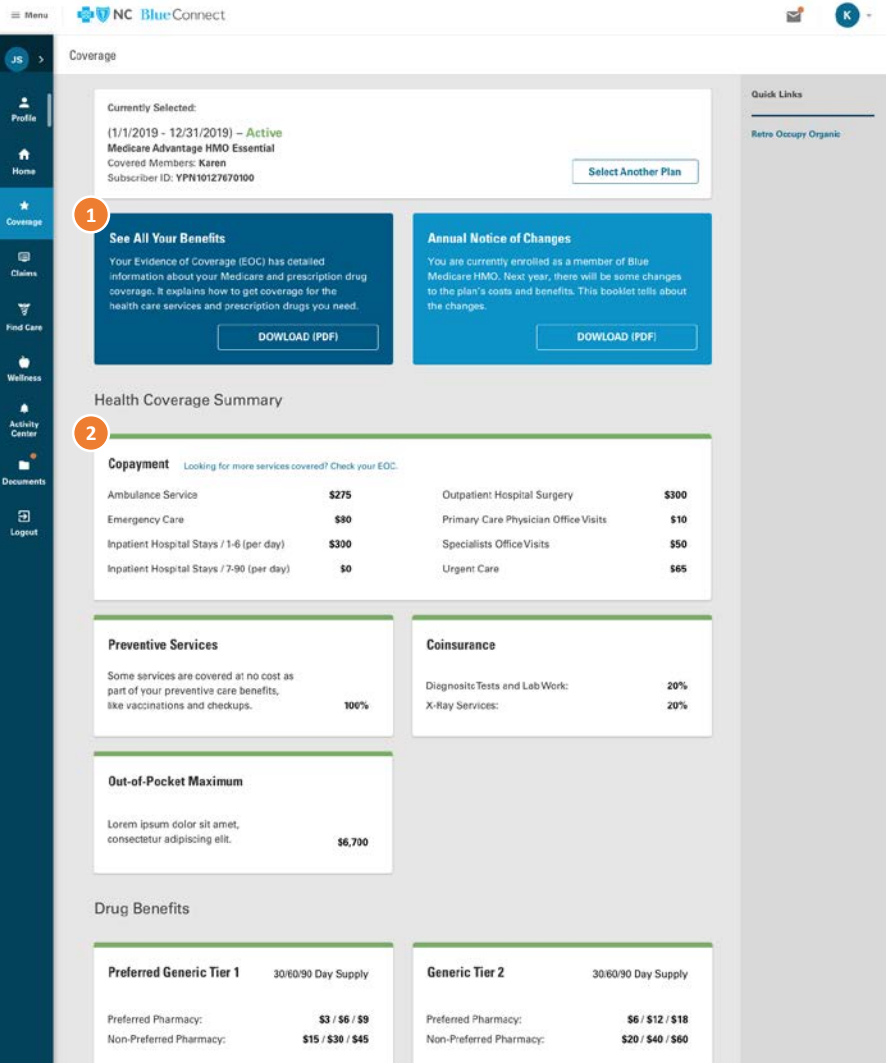 Menu
NC Blue Connect
K
JS
Coverage
Profile
Home
Coverage
Claims
Find Care
Wellness
Activity
Center
Documents
Logout
Currently Selected:
(1/1/2019 - 12/31/2019) – Active
Medicare Advantage HMO Essential
Covered Members: Karen
Subscriber ID: YPN10127670100
Select Another Plan
Quick Links
Retro Occupy Organic
1
See All Your Benefits
Your Evidence of Coverage (EOC) has detailed
information about your Medicare and prescription drug
coverage. It explains how to get coverage for the
health care services and prescription drugs you need.
DOWLOAD (PDF)
Annual Notice of Changes
You are currently enrolled as a member of Blue
Medicare HMO. Next year, there will be some changes
to the plan's costs and benefits. This booklet tells about
the changes.
DOWLOAD (PDF)
Health Coverage Summary
2
Copayment Looking for more services covered? Check your EOC.
Ambulance Service $275 Outpatient Hospital Surgery $300
Emergency Care $80 Primary Care Physician Office Visits $10
Inpatient Hospital Stays / 1-6 (per day) $300 Specialists Office Visits $50
Inpatient Hospital Stays / 7-90 (per day) $0 Urgent Care $65
Preventive Services
Some services are covered at no cost as
part of your preventive care benefits,
like vaccinations and checkups. 100%
Coinsurance
Diagnositc Tests and Lab Work: 20%
X-Ray Services: 20%
Out-of-Pocket Maximum
Lorem ipsum dolor sit amet,
consectetur adipiscing elit. $6,700
Drug Benefits
Preferred Generic Tier 1 30/60/90 Day Supply
Preferred Pharmacy: $3 / $6 / $9
Non-Preferred Pharmacy: $15 / $30 / $45
Generic Tier 2 30/60/90 Day Supply
Preferred Pharmacy: $6 / $12 / $18
Non-Preferred Pharmacy: $20 / $40 / $60